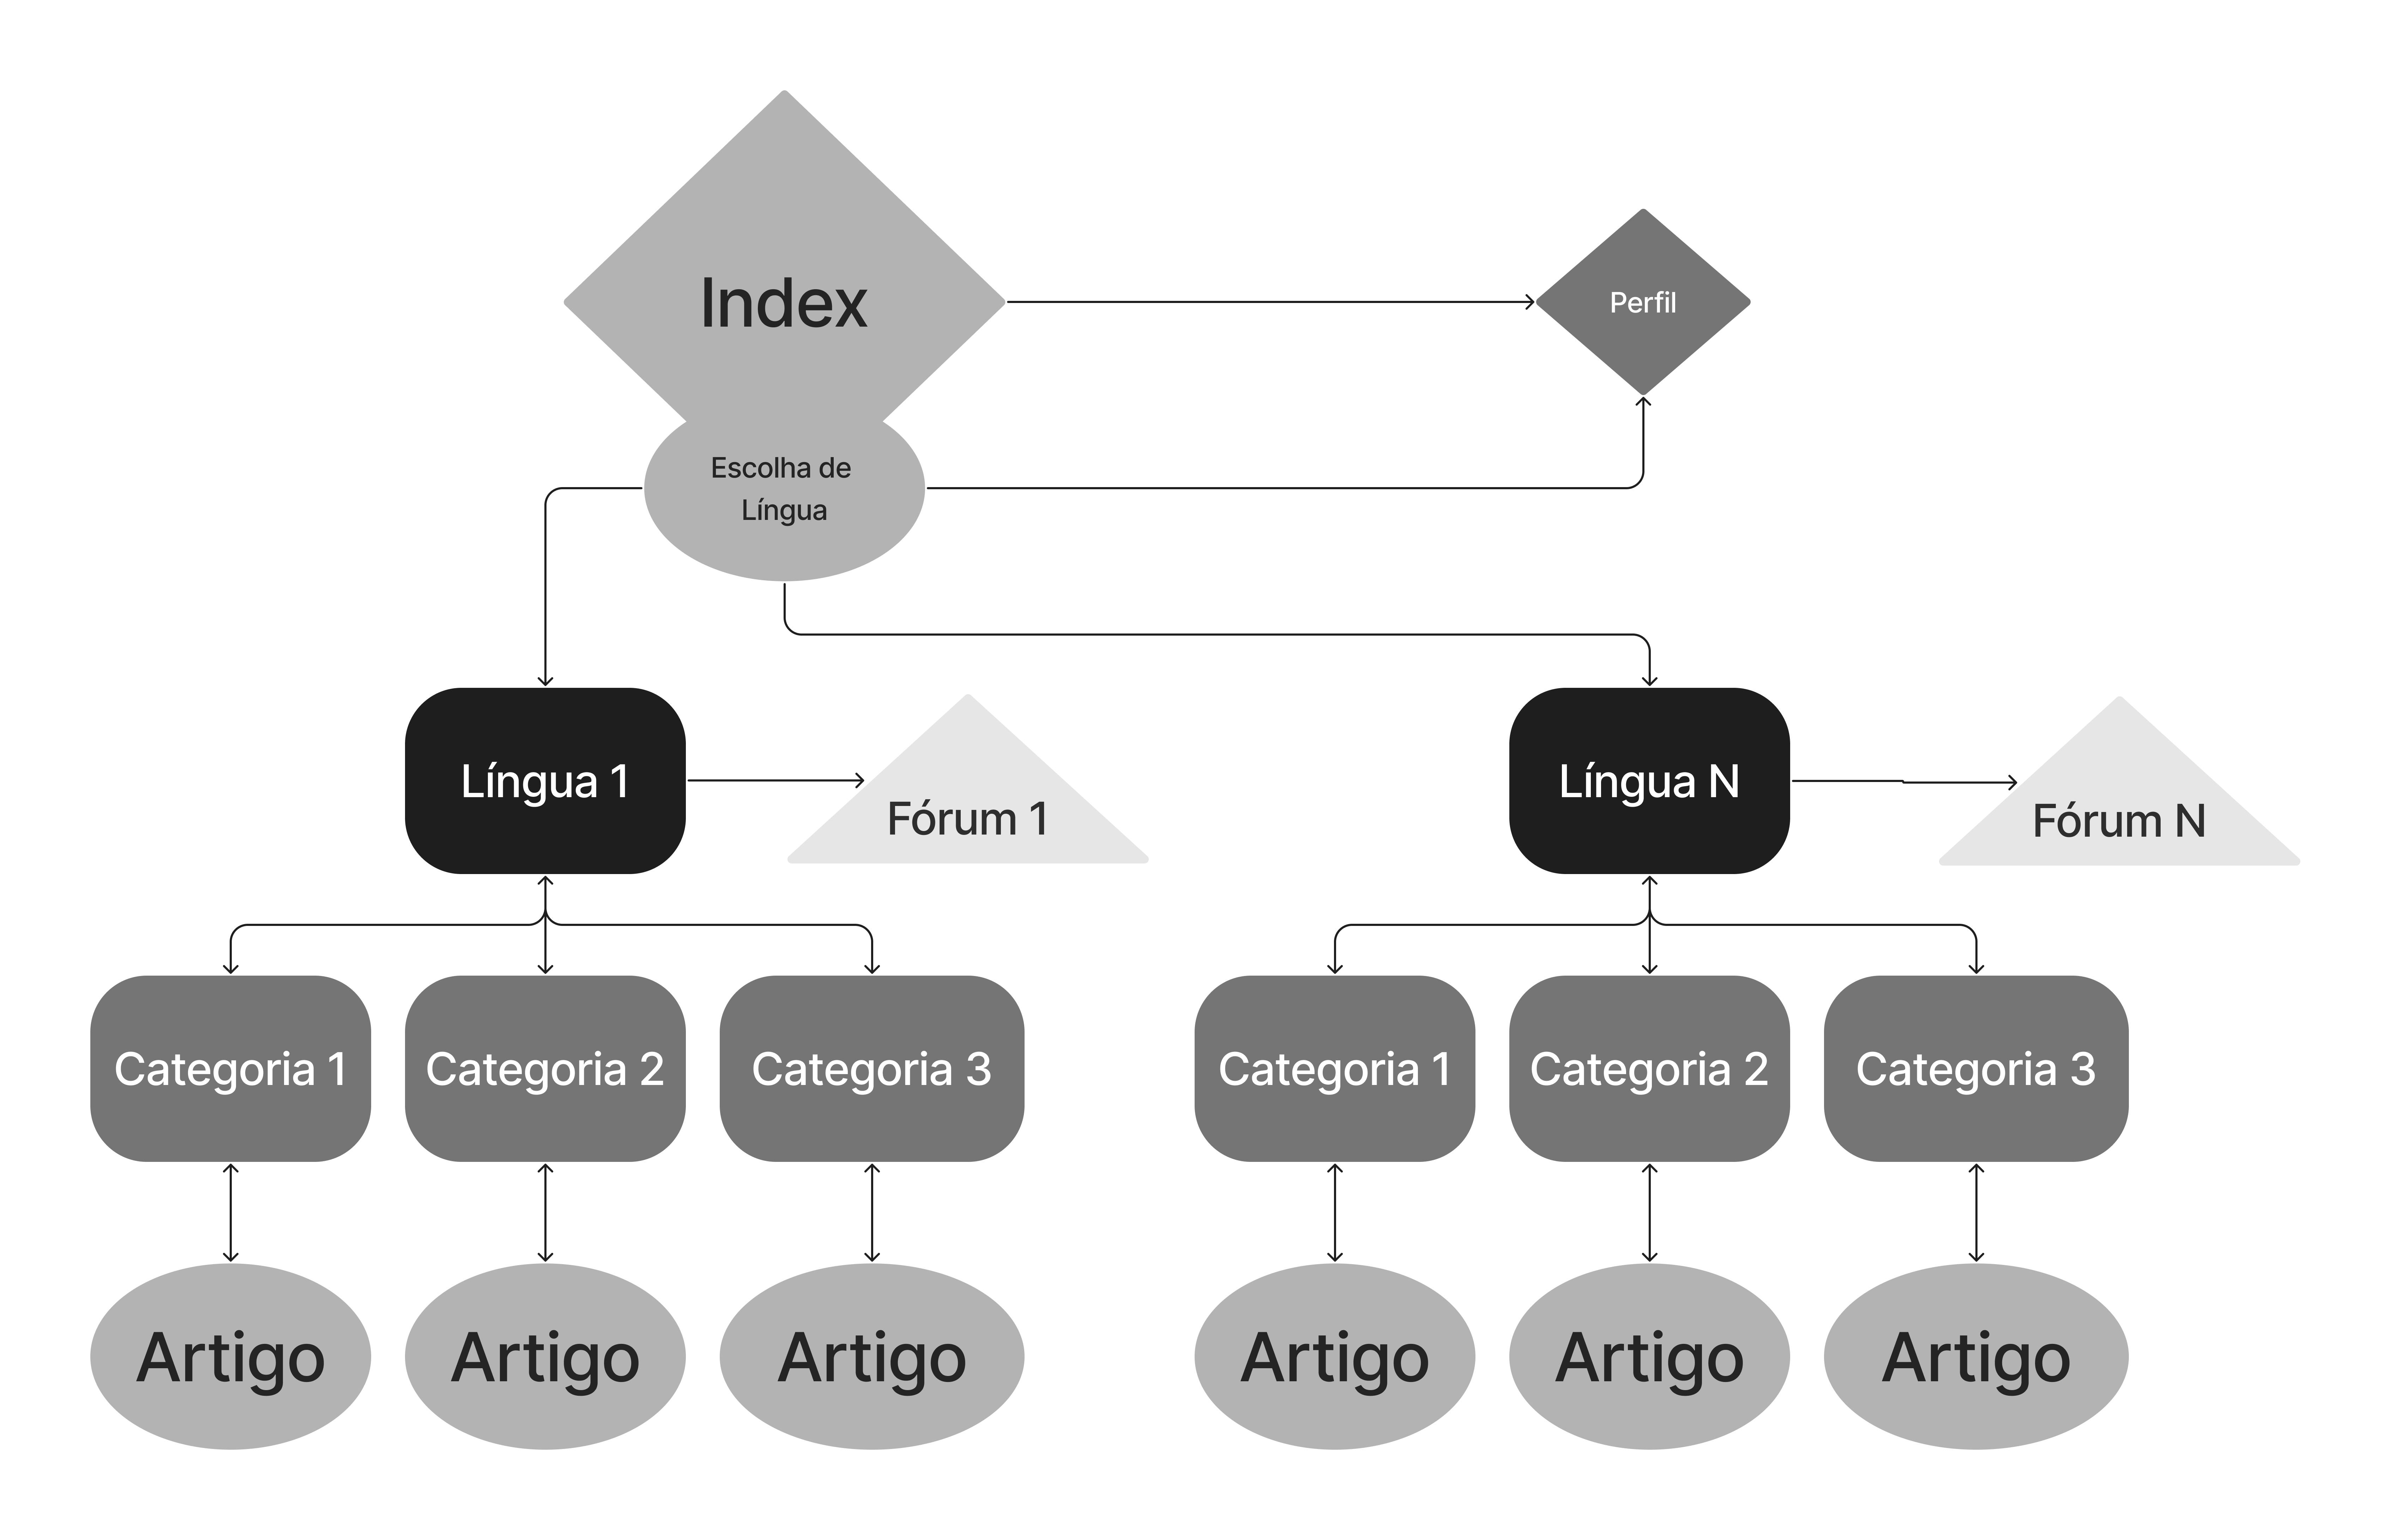 Index
Perfil
Escolha de
Língua
Língua 1
Fórum 1
Língua N
Fórum N
Categoria 1
Categoria 2
Categoria 3
Categoria 1
Categoria 2
Categoria 3
Artigo
Artigo
Artigo
Artigo
Artigo
Artigo